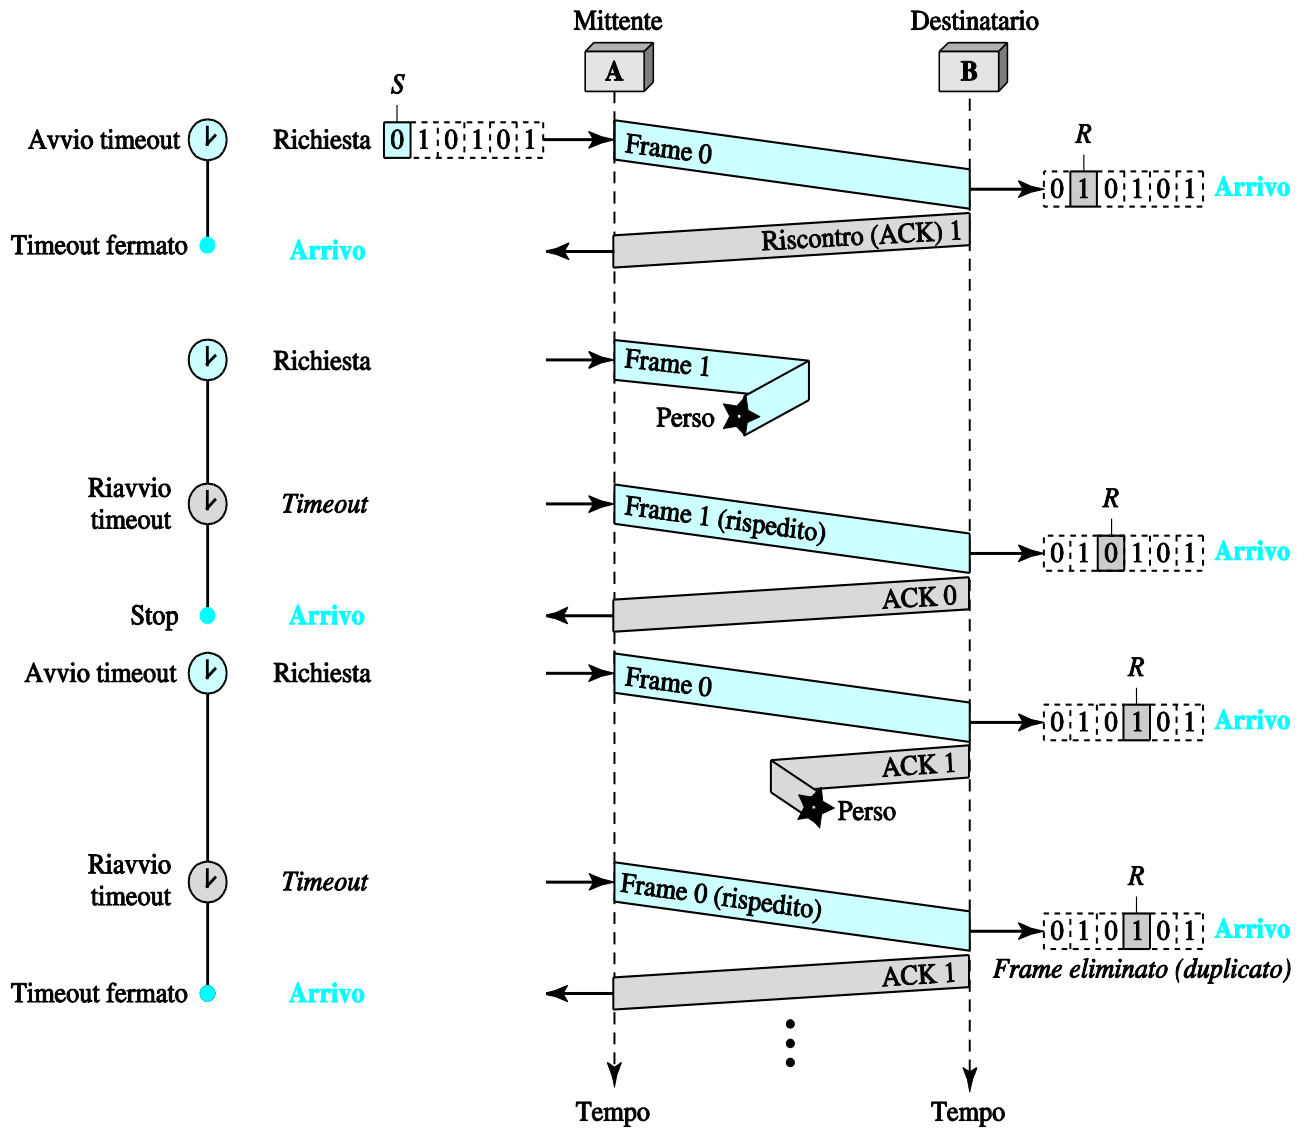 Mittente
Destinatario
A
B
S
Avvio timeout
Richiesta
0 1 0 1 0 1
Frame 0
R
0 1 0 1 0 1
Arrivo
Timeout fermato
Arrivo
Riscontro (ACK) 1
Richiesta
Frame 1
Perso
Riavvio
timeout
Timeout
Frame 1 (rispedito)
R
0 1 0 1 0 1
Arrivo
Stop
Arrivo
ACK 0
Avvio timeout
Richiesta
Frame 0
R
0 1 0 1 0 1
Arrivo
ACK 1
Perso
Riavvio
timeout
Timeout
Frame 0 (rispedito)
R
0 1 0 1 0 1
Arrivo
Frame eliminato (duplicato)
Timeout fermato
Arrivo
ACK 1
Tempo
Tempo